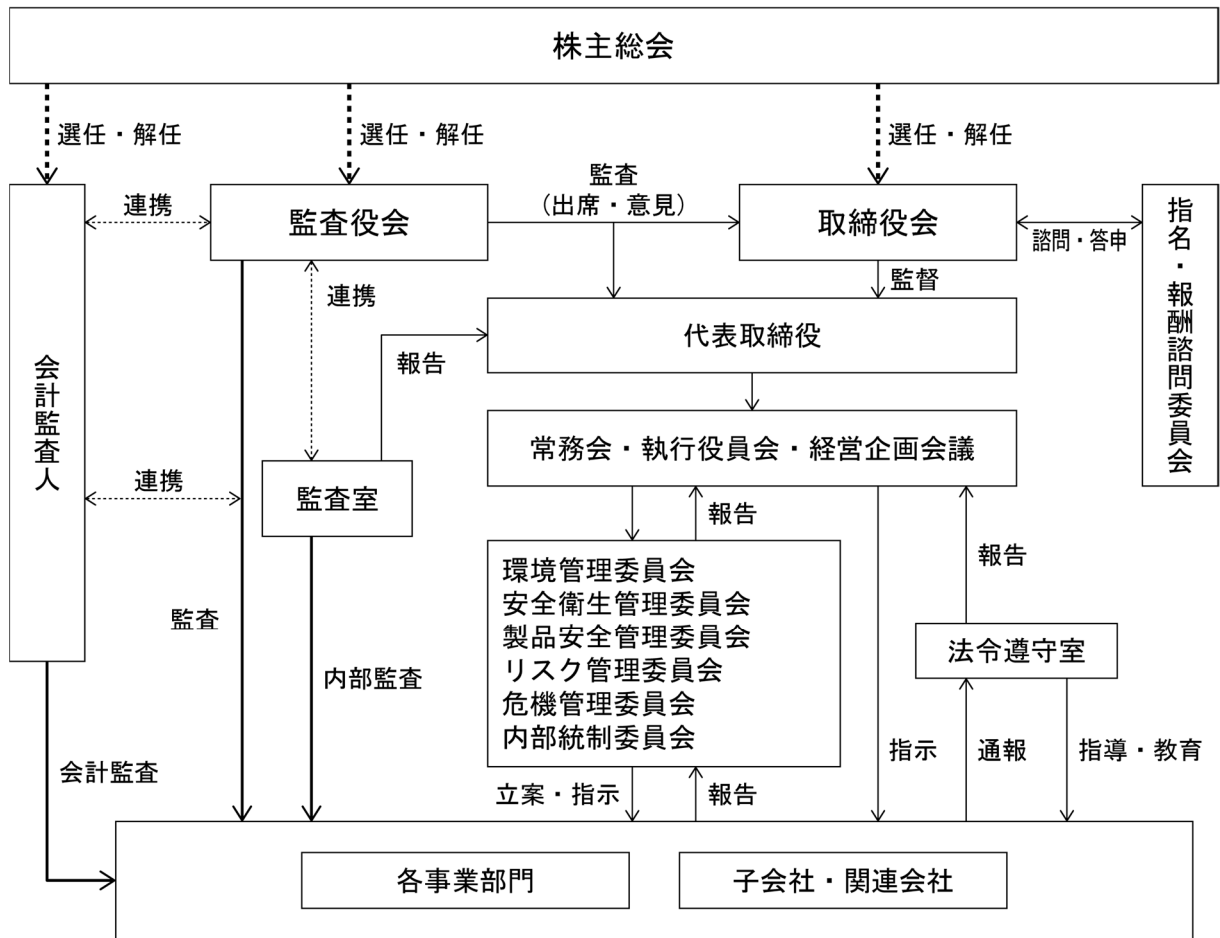 株主総会
選任・解任
選任・解任
選任・解任
連携
監査役会
監査
(出席・意見)
取締役会
諮問・答申
指名・報酬諮問委員会
連携
監督
会計監査人
報告
代表取締役
常務会・執行役員会・経営企画会議
連携
監査室
報告
報告
環境管理委員会
安全衛生管理委員会
製品安全管理委員会
リスク管理委員会
危機管理委員会
内部統制委員会
監査
内部監査
法令遵守室
会計監査
立案・指示
報告
指示
通報
指導・教育
各事業部門
子会社・関連会社